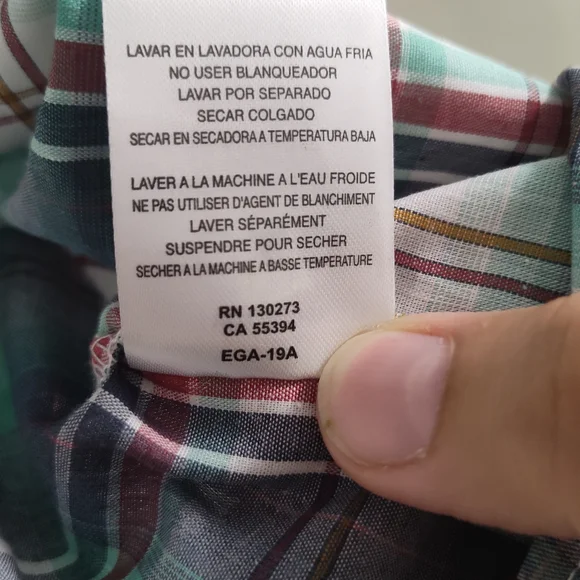 LAVAR EN LAVADORA CON AGUA FRIA
NO USER BLANQUEADOR
LAVAR POR SEPARADO
SECAR COLGADO
SECAR EN SECADORA A TEMPERATURA BAJA
LAVER A LA MACHINE A L'EAU FROIDE
NE PAS UTILISER D'AGENT DE BLANCHIMENT
LAVER SÉPARÉMENT
SUSPENDRE POUR SECHER
SECHER A LA MACHINE A BASSE TEMPERATURE
RN 130273
CA 55394
EGA-19A